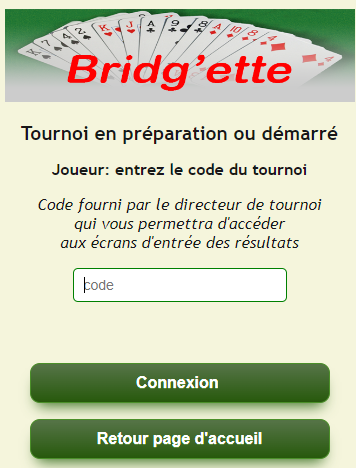 Bridg'ette
Tournoi en préparation ou démarré
Joueur: entrez le code du tournoi
Code fourni par le directeur de tournoi
qui vous permettra d'accéder
aux écrans d'entrée des résultats
code
Connexion
Retour page d'accueil